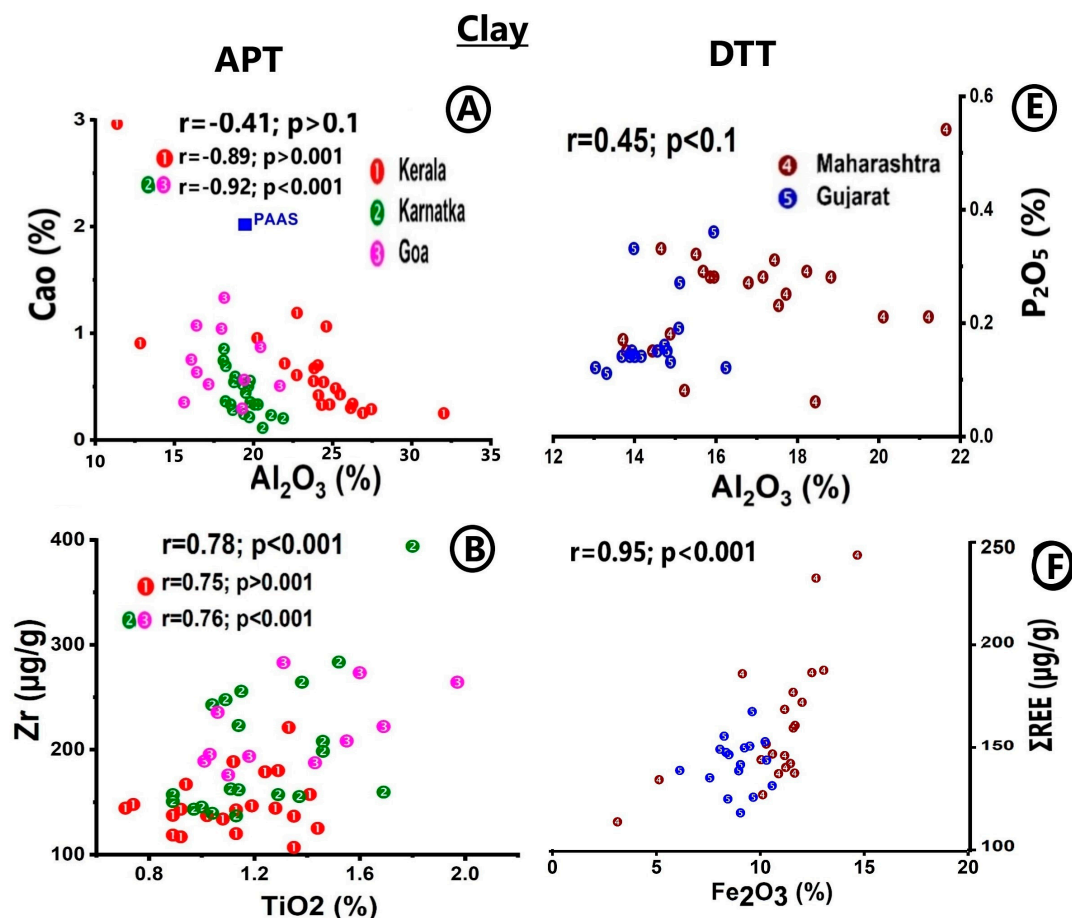 Clay
APT
DTT
A
r=-0.41; p>0.1
1 r=-0.89; p>0.001
2 3 r=-0.92; p<0.001
PAAS
1 Kerala
2 Karnatka
3 Goa
Cao (%)
3
2
1
0
10 15 20 25 30 35
Al₂O₃ (%)
E
r=0.45; p<0.1
4 Maharashtra
5 Gujarat
P₂O₅ (%)
0.6
0.4
0.2
0.0
12 14 16 18 20 22
Al₂O₃ (%)
B
r=0.78; p<0.001
1 r=0.75; p>0.001
2 3 r=0.76; p<0.001
Zr (µg/g)
400
300
200
100
0.8 1.2 1.6 2.0
TiO2 (%)
F
r=0.95; p<0.001
ΣREE (µg/g)
250
200
150
100
0 5 10 15 20
Fe₂O₃ (%)